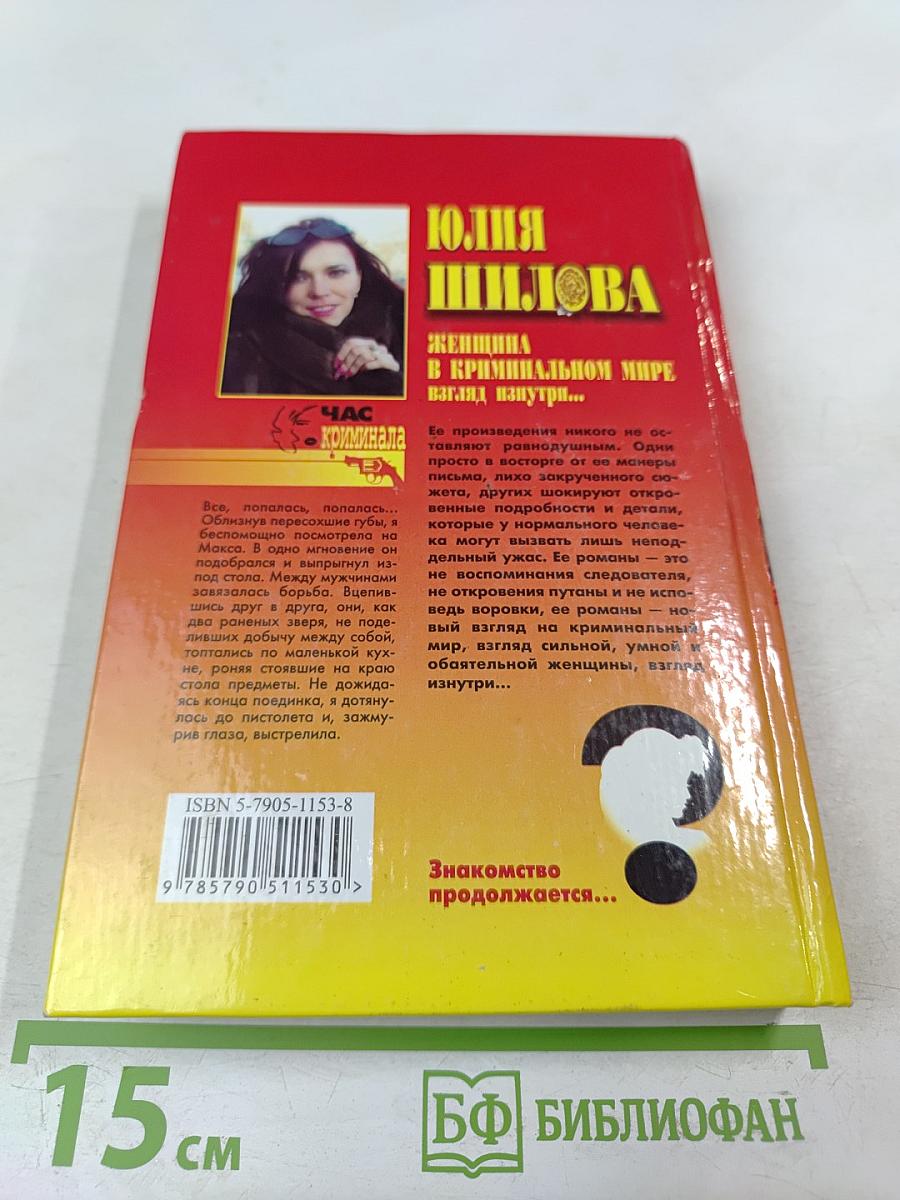 ЮЛИЯ
ШИЛОВА
ЖЕНЩИНА
В КРИМИНАЛЬНОМ МИРЕ
ВЗГЛЯД ИЗНУТРИ...
ЧАС
криминала
Все, попалась, попалась...
Облизнув пересохшие губы, я
беспомощно посмотрела на
Макса. В одно мгновение он
подобрался и выпрыгнул из-
под стола. Между мужчинами
завязалась борьба. Вцепив-
шись друг в друга, они, как
два раненых зверя, не поде-
ливших добычу между собой,
топтались по маленькой кух-
не, роняя стоявшие на краю
стола предметы. Не дожида-
ясь конца поединка, я дотяну-
лась до пистолета и, зажму-
рив глаза, выстрелила.
Ее произведения никого не ос-
тавляют равнодушным. Одни
просто в восторге от ее манеры
письма, лихо закрученного сю-
жета, других шокируют откро-
венные подробности и детали,
которые у нормального челове-
ка могут вызвать лишь непод-
дельный ужас. Ее романы — это
не воспоминания следователя,
не откровения путаны и не испо-
ведь воровки, ее романы — но-
вый взгляд на криминальный
мир, взгляд сильной, умной и
обаятельной женщины, взгляд
изнутри...
ISBN 5-7905-1153-8
9 785790 511530 >
Знакомство
продолжается...
15 см
БФ БИБЛИОФАН